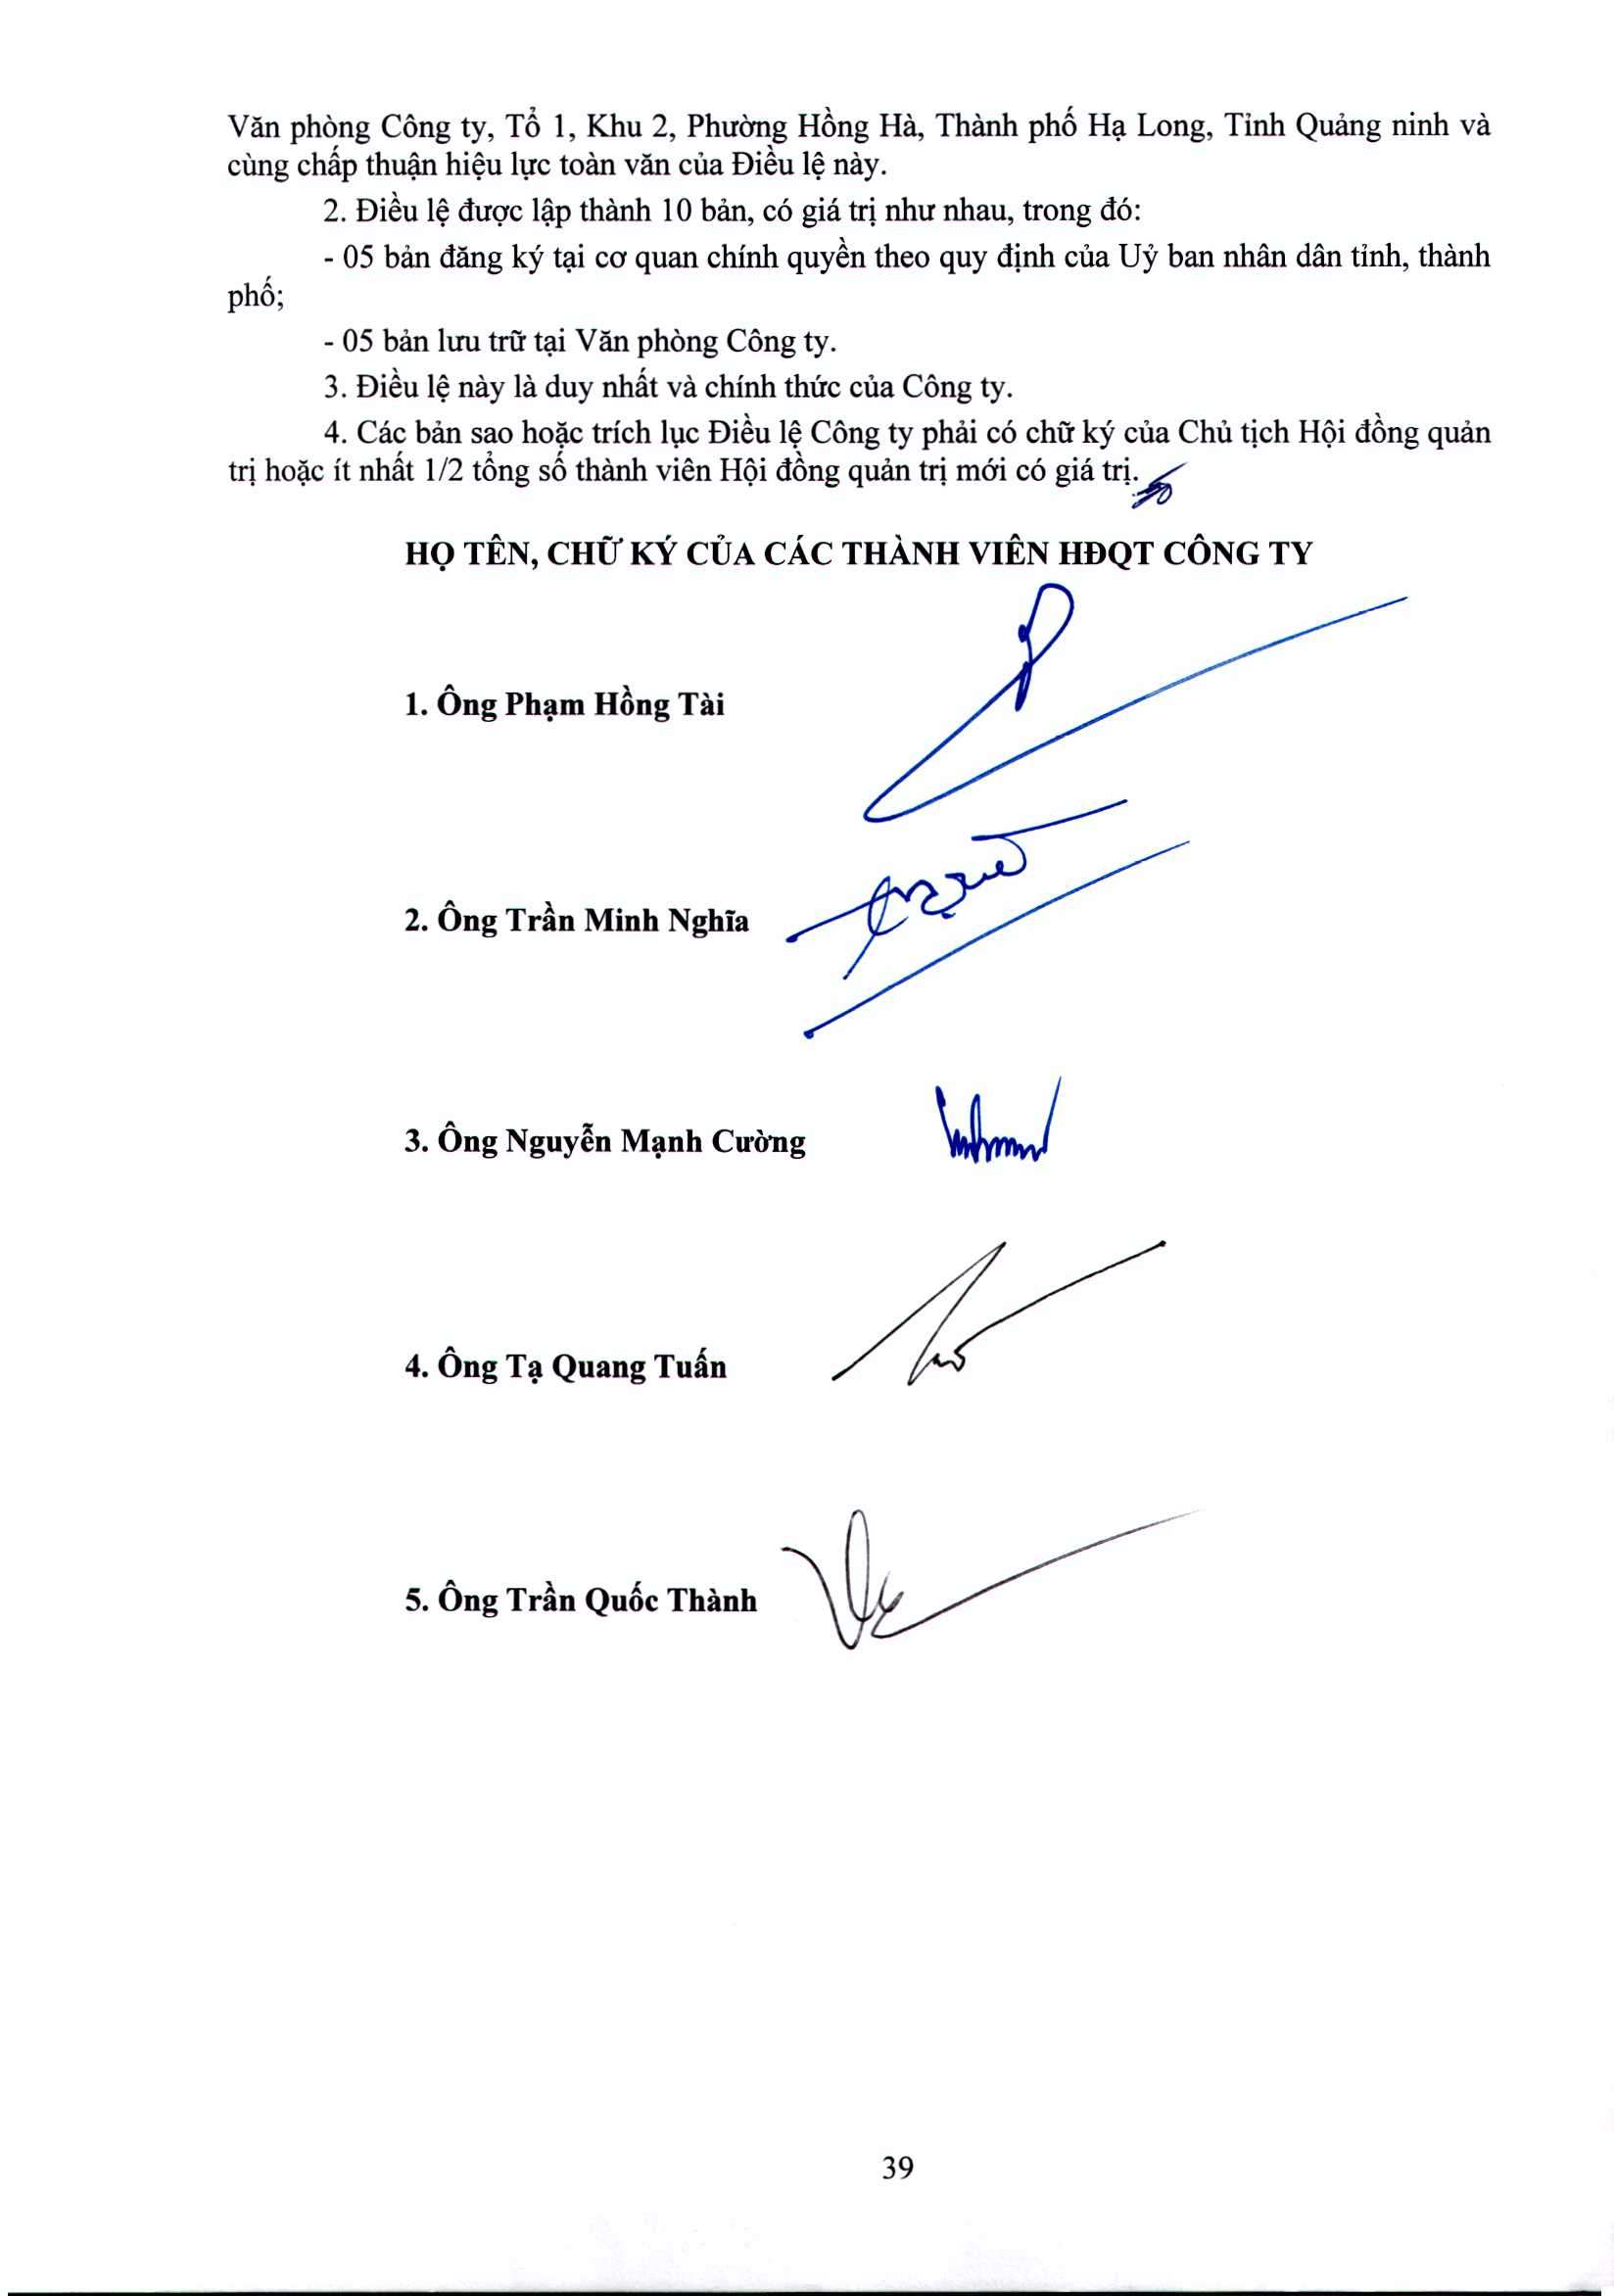 Văn phòng Công ty, Tổ 1, Khu 2, Phường Hồng Hà, Thành phố Hạ Long, Tỉnh Quảng ninh và
cùng chấp thuận hiệu lực toàn văn của Điều lệ này.
2. Điều lệ được lập thành 10 bản, có giá trị như nhau, trong đó:
- 05 bản đăng ký tại cơ quan chính quyền theo quy định của Uỷ ban nhân dân tỉnh, thành
phố;
- 05 bản lưu trữ tại Văn phòng Công ty.
3. Điều lệ này là duy nhất và chính thức của Công ty.
4. Các bản sao hoặc trích lục Điều lệ Công ty phải có chữ ký của Chủ tịch Hội đồng quản
trị hoặc ít nhất 1/2 tổng số thành viên Hội đồng quản trị mới có giá trị.
HỌ TÊN, CHỮ KÝ CỦA CÁC THÀNH VIÊN HĐQT CÔNG TY
1. Ông Phạm Hồng Tài
2. Ông Trần Minh Nghĩa
3. Ông Nguyễn Mạnh Cường
4. Ông Tạ Quang Tuấn
5. Ông Trần Quốc Thành
39